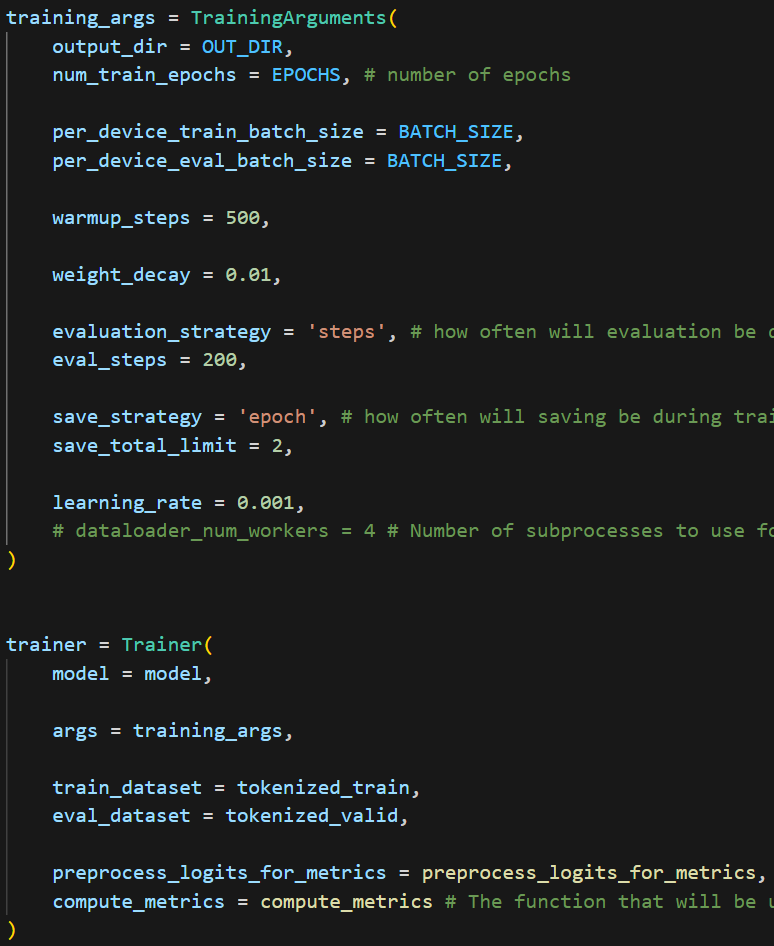 training_args = TrainingArguments(
output_dir = OUT_DIR,
num_train_epochs = EPOCHS, # number of epochs
per_device_train_batch_size = BATCH_SIZE,
per_device_eval_batch_size = BATCH_SIZE,
warmup_steps = 500,
weight_decay = 0.01,
evaluation_strategy = 'steps', # how often will evaluation be
eval_steps = 200,
save_strategy = 'epoch', # how often will saving be during
save_total_limit = 2,
learning_rate = 0.001,
# dataloader_num_workers = 4 # Number of subprocesses to use
)
trainer = Trainer(
model = model,
args = training_args,
train_dataset = tokenized_train,
eval_dataset = tokenized_valid,
preprocess_logits_for_metrics = preprocess_logits_for_metrics,
compute_metrics = compute_metrics # The function that will be
)